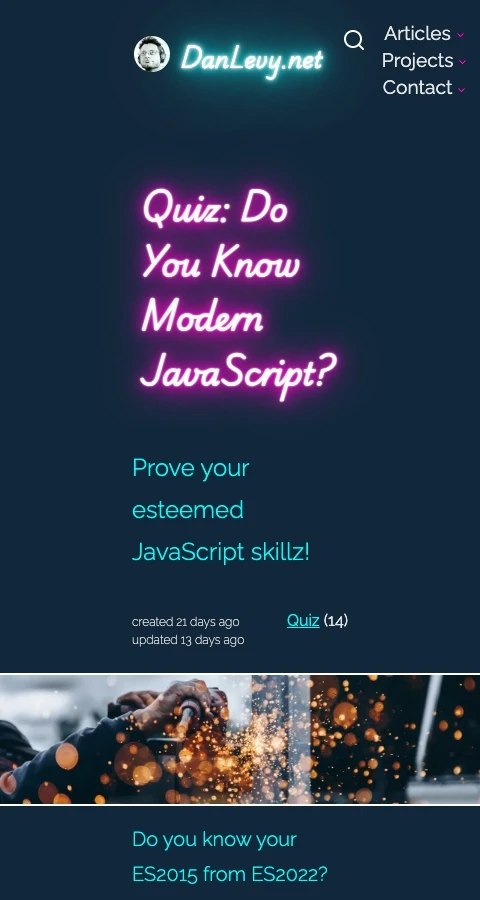 DanLevy.net
Articles
Projects
Contact
Quiz: Do
You Know
Modern
JavaScript?
Prove your
esteemed
JavaScript skillz!
created 21 days ago
updated 13 days ago
Quiz (14)
Do you know your
ES2015 from ES2022?